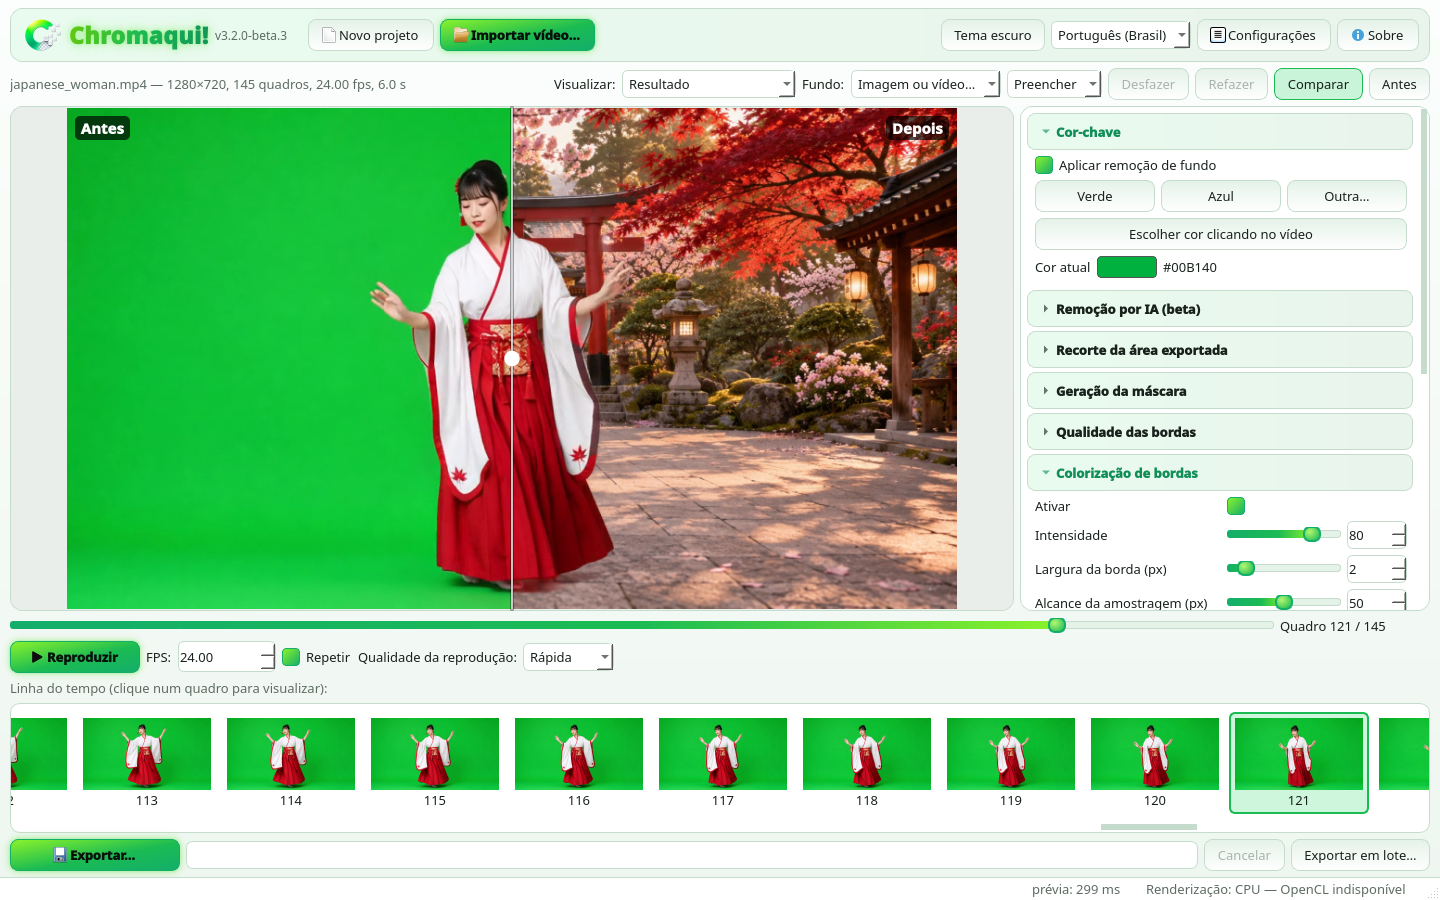 Chromaqui! v3.2.0-beta.3 Novo projeto Importar vídeo... Tema escuro Português (Brasil) Configurações Sobre
japanese_woman.mp4 — 1280×720, 145 quadros, 24.00 fps, 6.0 s Visualizar: Resultado Fundo: Imagem ou vídeo... Preencher Desfazer Refazer Comparar Antes
Antes Depois
Cor-chave
Aplicar remoção de fundo
Verde Azul Outra...
Escolher cor clicando no vídeo
Cor atual #00B140
Remoção por IA (beta)
Recorte da área exportada
Geração da máscara
Qualidade das bordas
Colorização de bordas
Ativar
Intensidade 80
Largura da borda (px) 2
Alcance da amostragem (px) 50
Quadro 121 / 145
Reproduzir FPS: 24.00 Repetir Qualidade da reprodução: Rápida
Linha do tempo (clique num quadro para visualizar):
2 113 114 115 116 117 118 119 120 121
Exportar... Cancelar Exportar em lote...
prévia: 299 ms Renderização: CPU — OpenCL indisponível